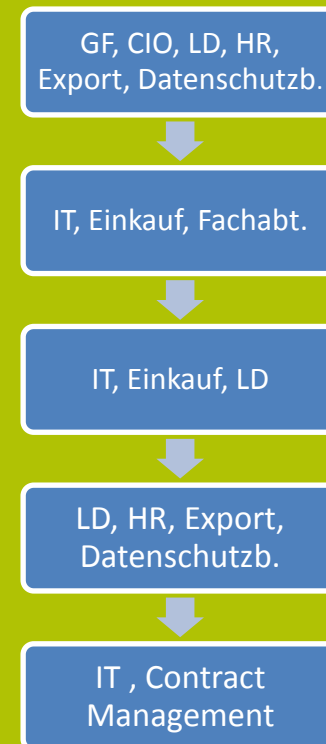 GF, CIO, LD, HR,
Export, Datenschutzb.
IT, Einkauf, Fachabt.
IT, Einkauf, LD
LD, HR, Export,
Datenschutzb.
IT , Contract
Management